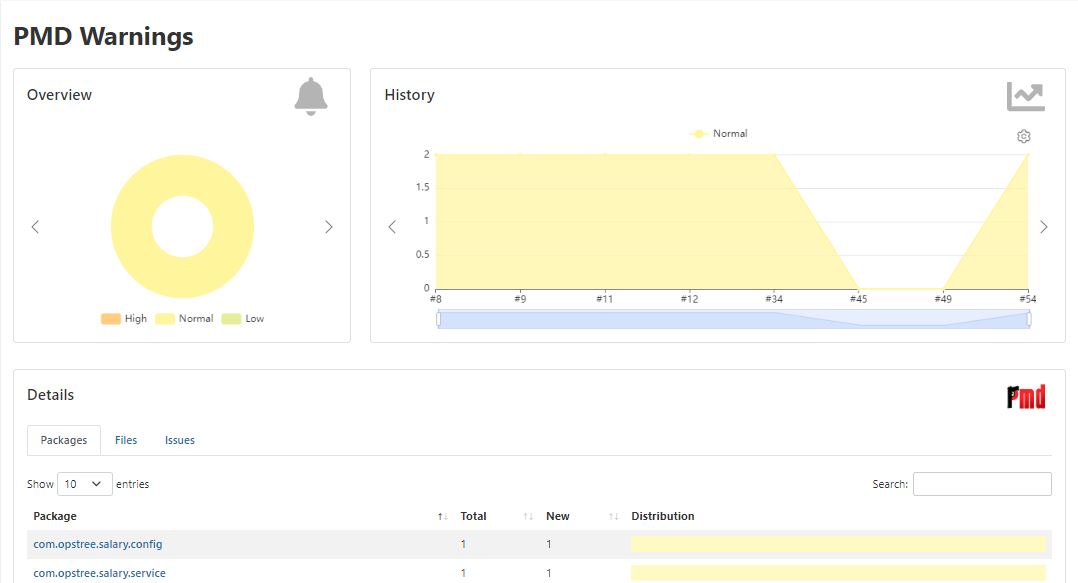 PMD Warnings
Overview
High Normal Low
History
Normal
2
1.5
1
0.5
0
#8 #9 #11 #12 #34 #45 #49 #54
Details
Pmd
Packages Files Issues
Show 10 entries Search:
Package Total New Distribution
com.opstree.salary.config 1 1
com.opstree.salary.service 1 1